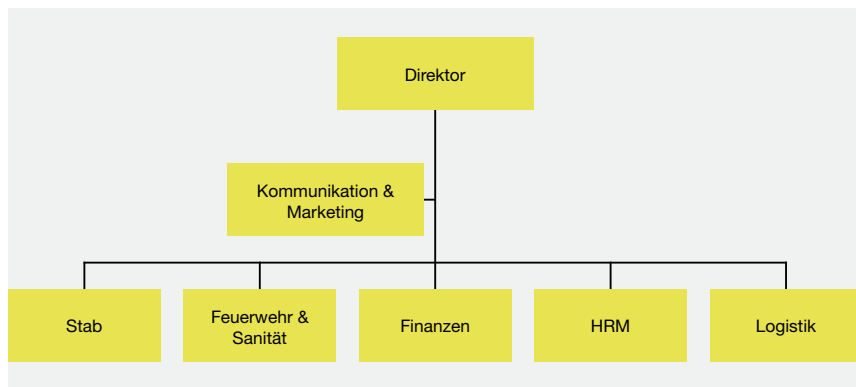 Direktor
Kommunikation &
Marketing
Stab
Feuerwehr &
Sanität
Finanzen
HRM
Logistik